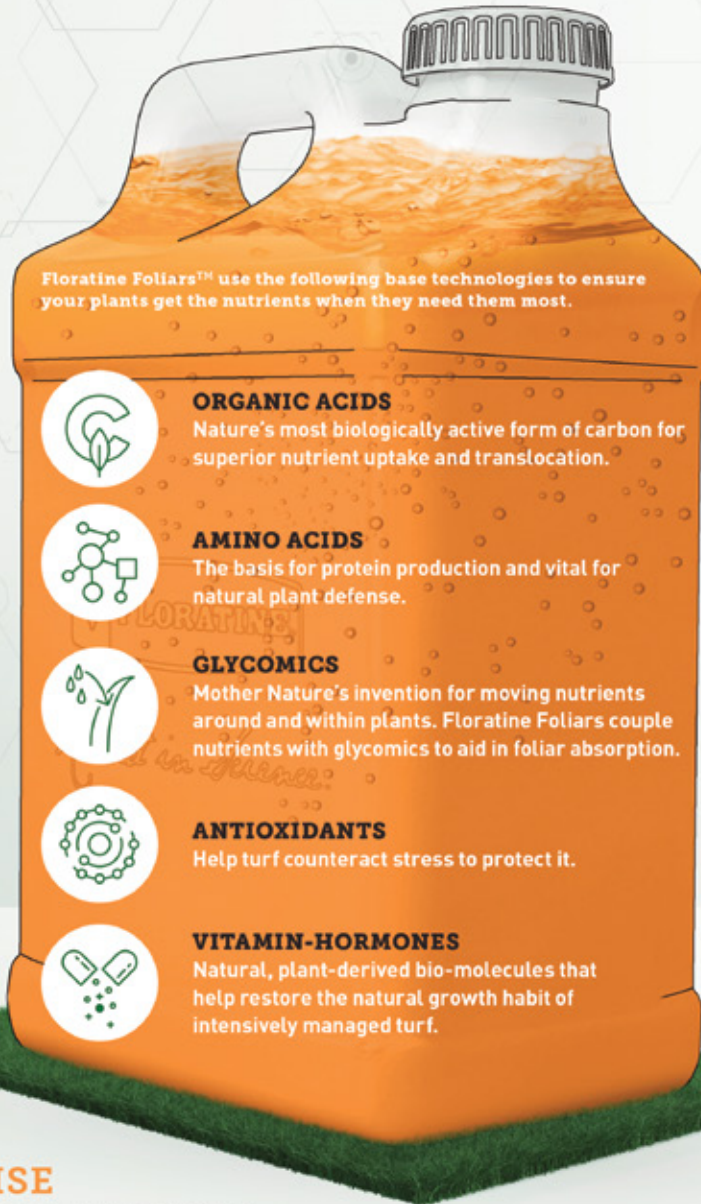 Floratine Foliars™ use the following base technologies to ensure
your plants get the nutrients when they need them most.
ORGANIC ACIDS
Nature's most biologically active form of carbon for
superior nutrient uptake and translocation.
AMINO ACIDS
The basis for protein production and vital for
natural plant defense.
FLORATINE
GLYCOMICS
Mother Nature's invention for moving nutrients
around and within plants. Floratine Foliars couple
nutrients with glycomics to aid in foliar absorption.
in Science.
ANTIOXIDANTS
Help turf counteract stress to protect it.
VITAMIN-HORMONES
Natural, plant-derived bio-molecules that
help restore the natural growth habit of
intensively managed turf.
ISE